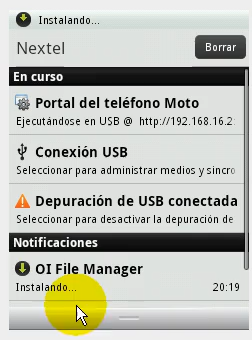 Instalando...
Nextel
Borrar
En curso
Portal del teléfono Moto
Ejecutándose en USB @ http://192.168.16.2
Conexión USB
Seleccionar para administrar medios y sincro
Depuración de USB conectada
Seleccionar para desactivar la depuración de
Notificaciones
OI File Manager
Instalando... 20:19